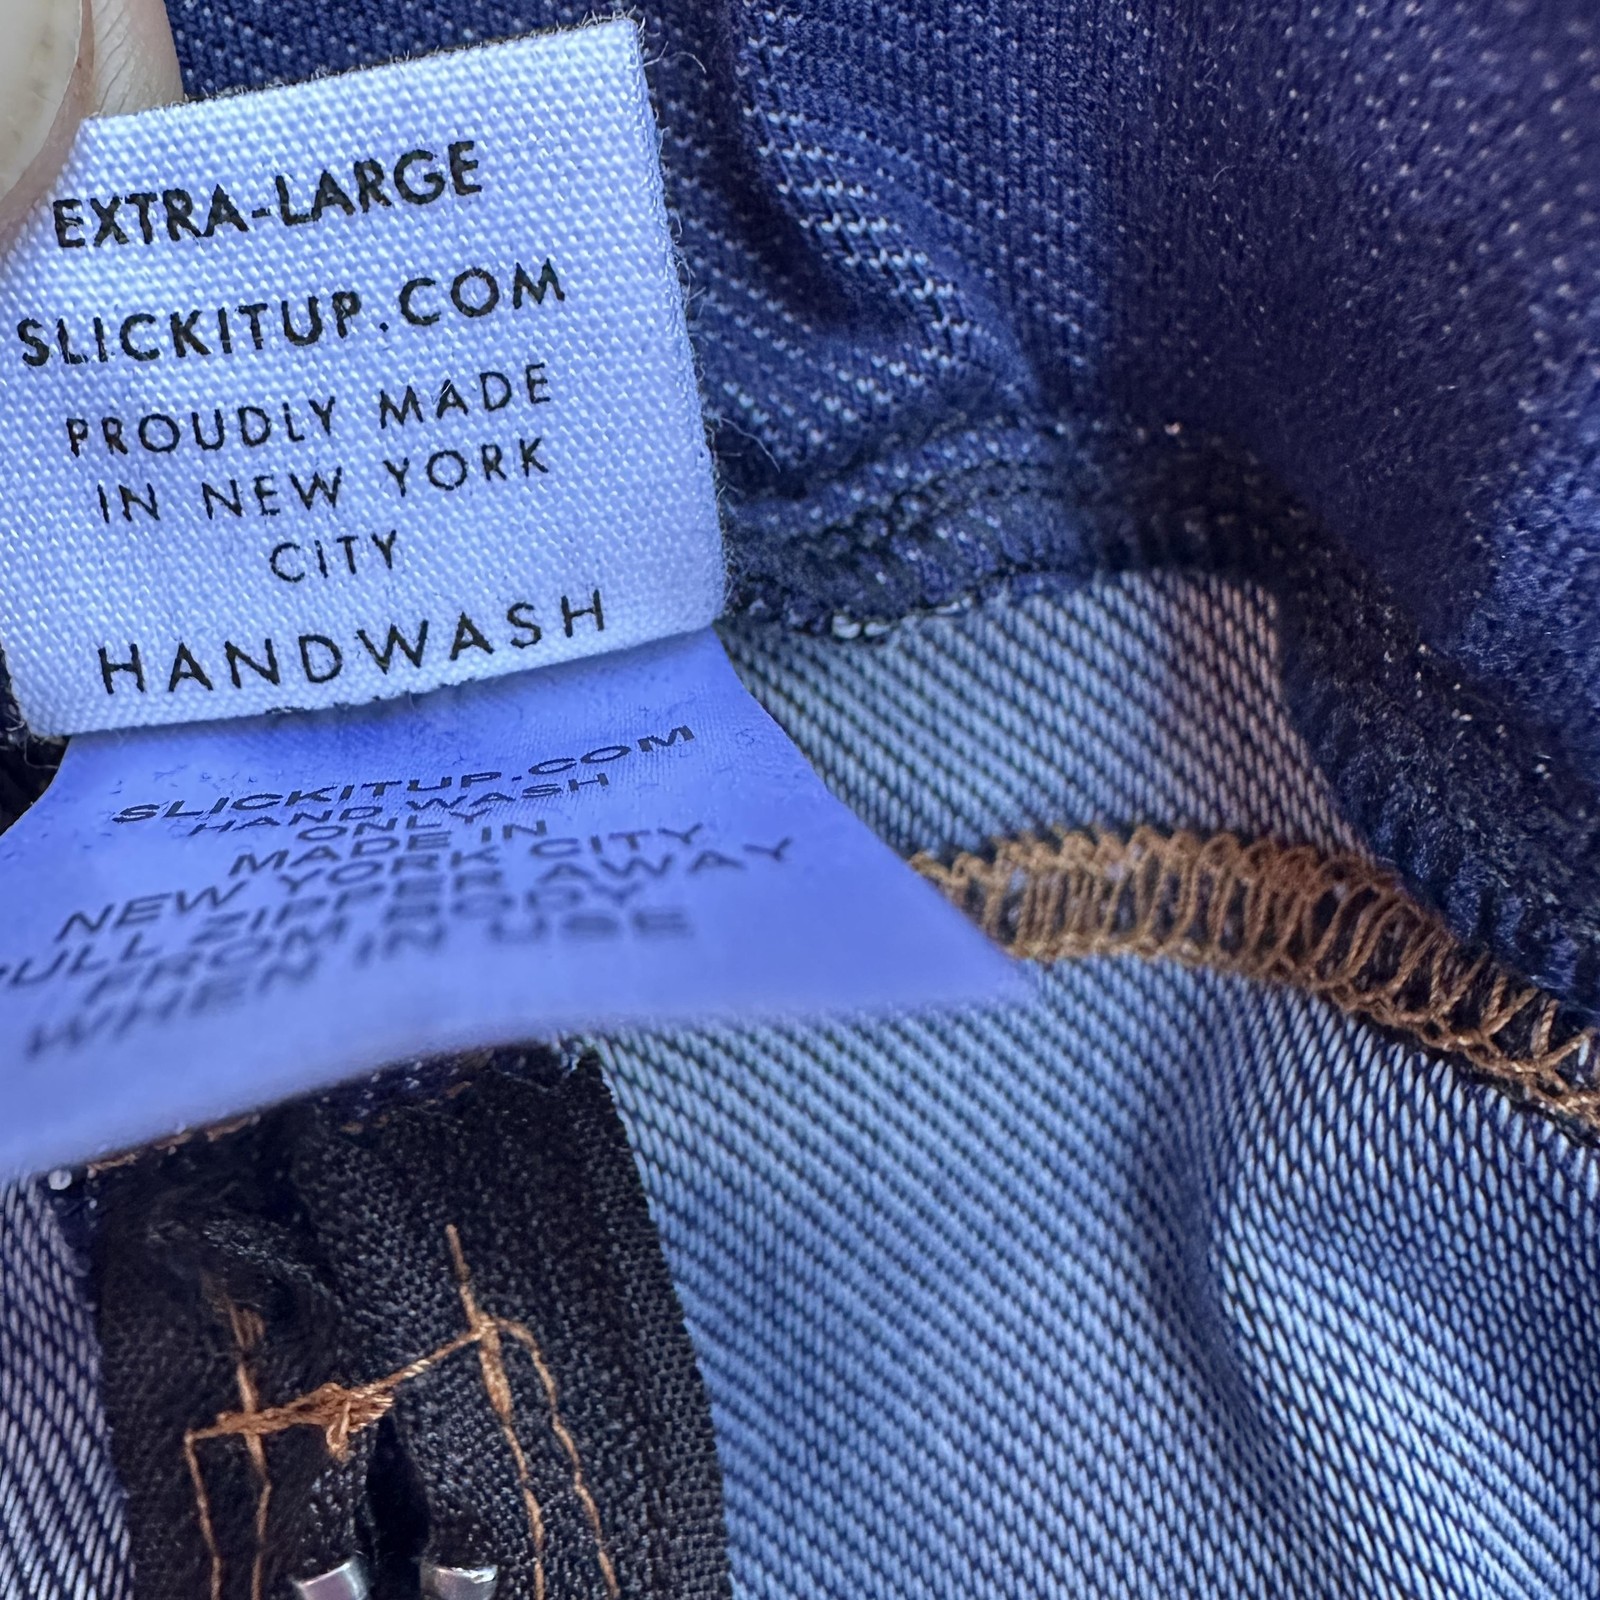 EXTRA-LARGE
SLICKITUP.COM
PROUDLY MADE
IN NEW YORK
CITY
HANDWASH
SLICKITUP.COM
HAND WASH
ONLY
MADE IN
NEW YORK CITY
PULL ZIPPER AWAY
FROM BODY
WHEN IN USE